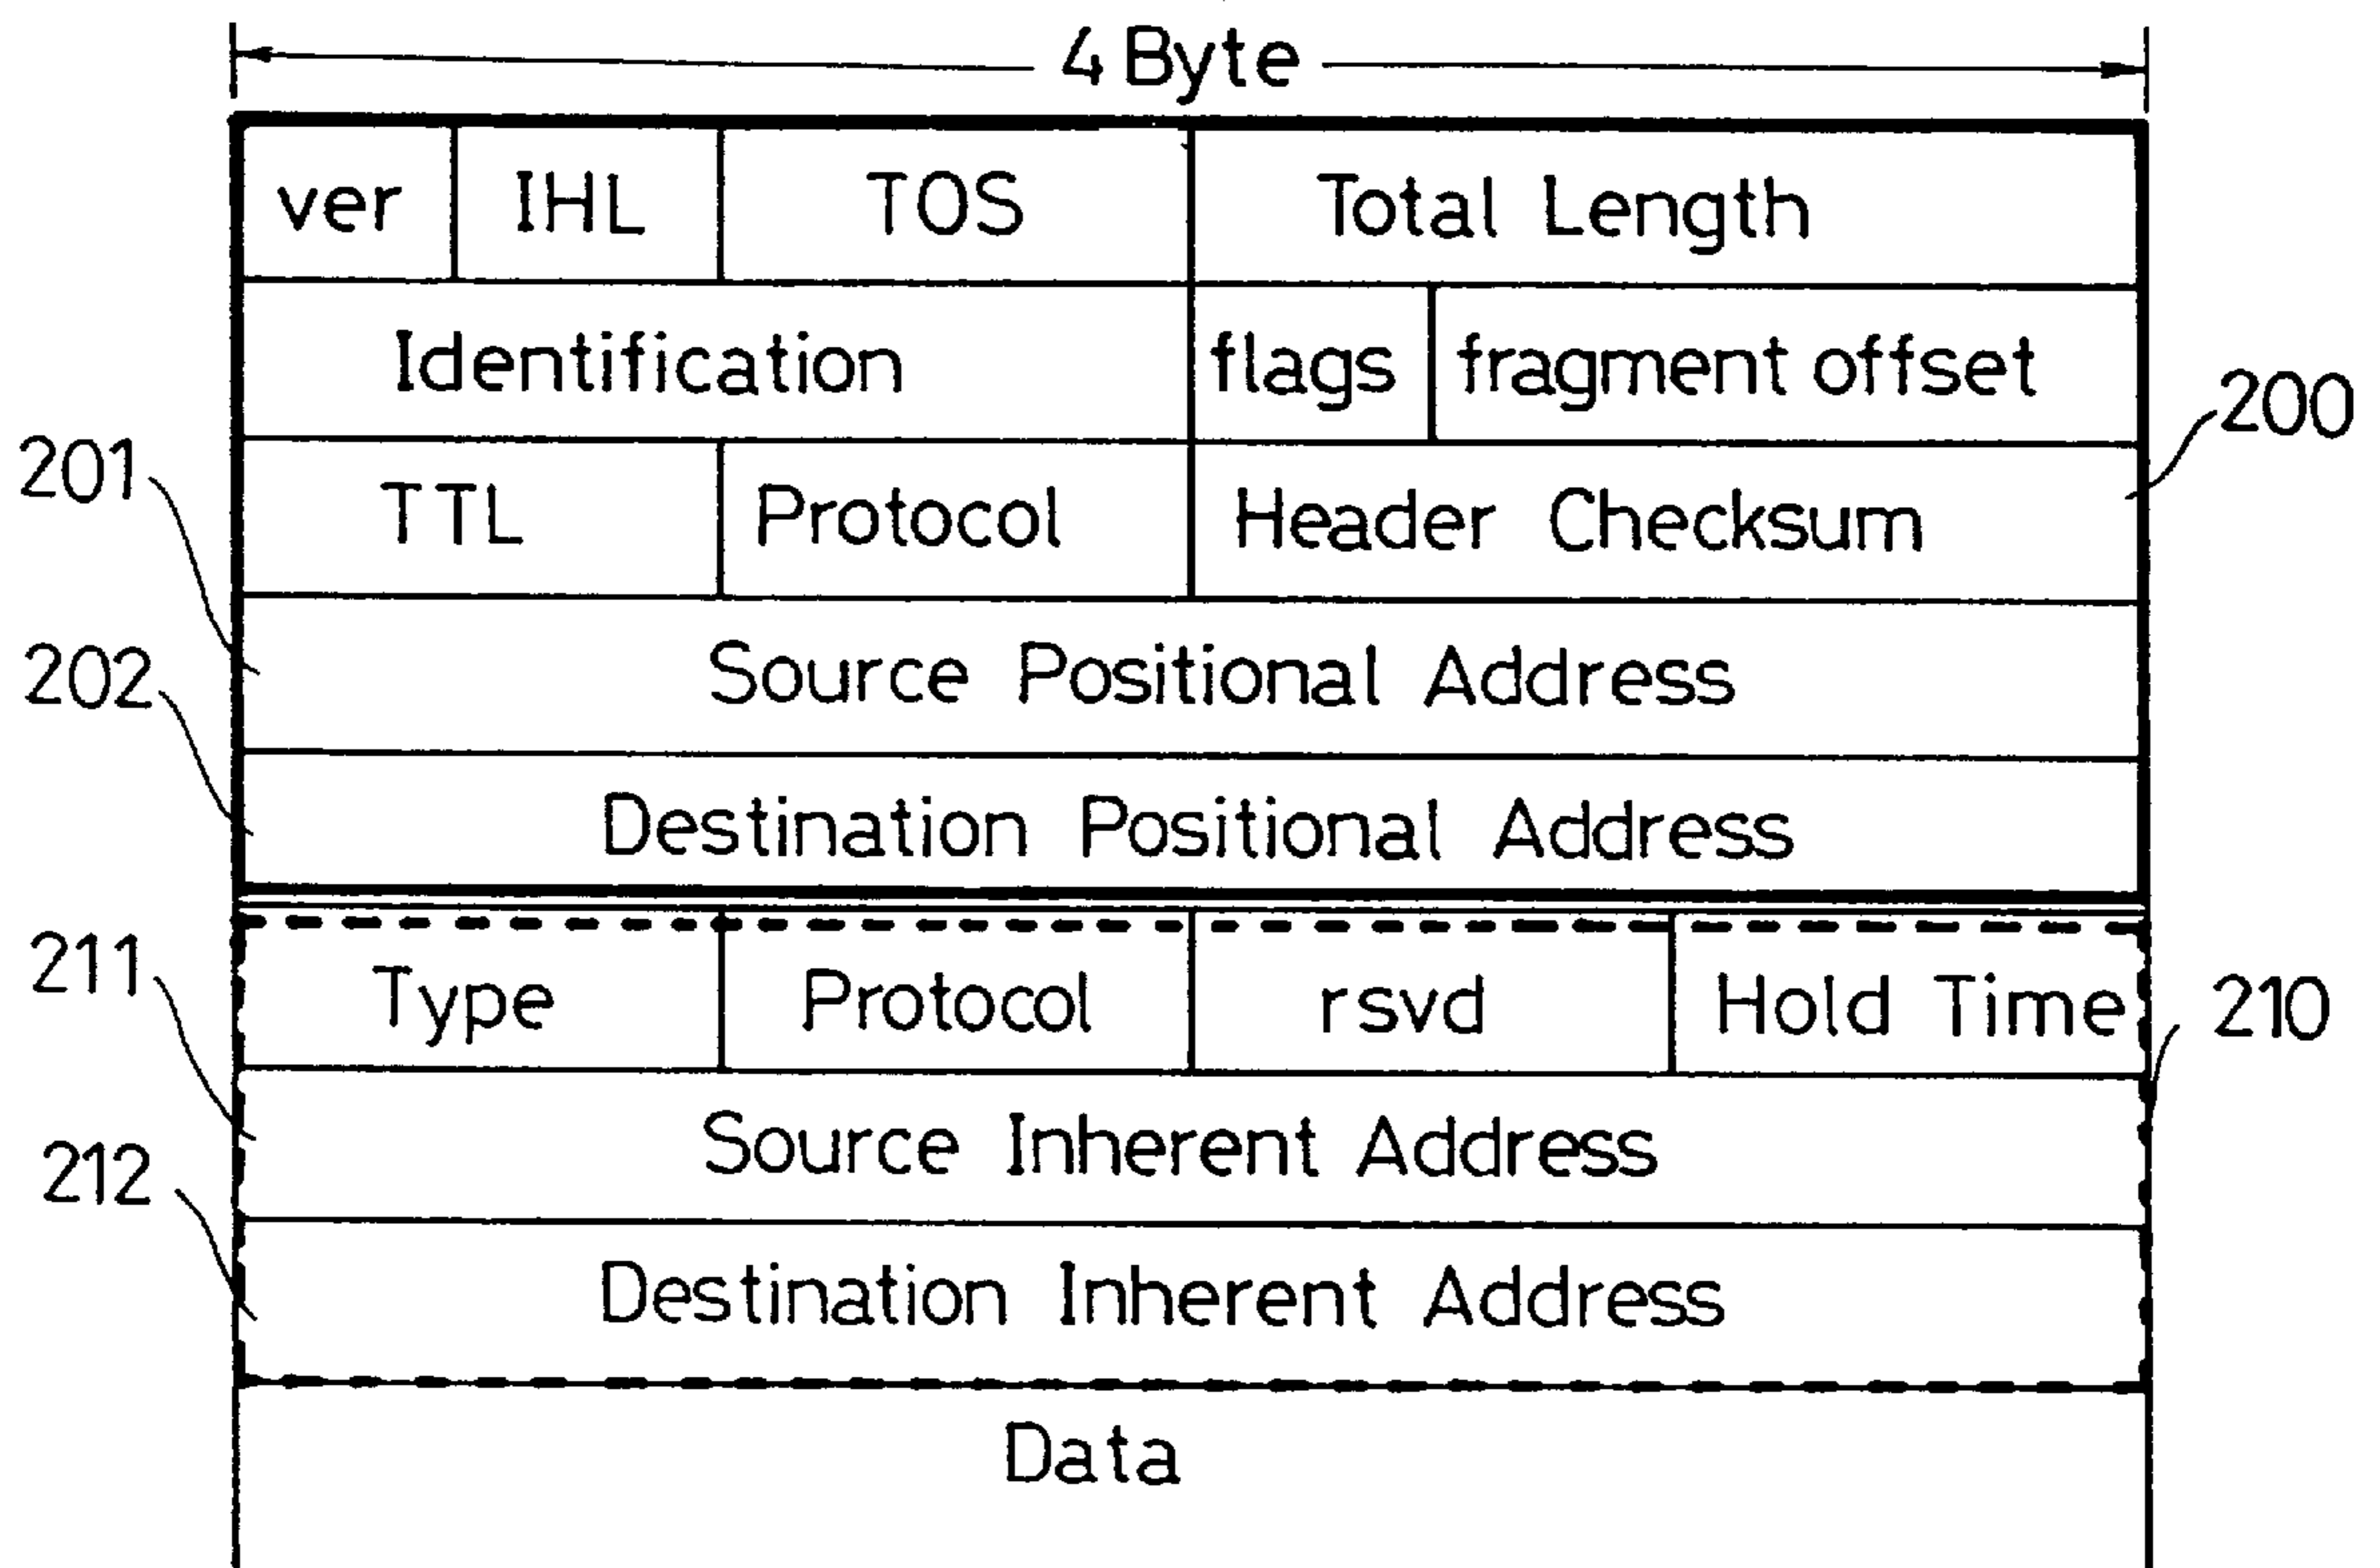 4 Byte
ver IHL TOS Total Length
Identification flags fragment offset
200
201
TTL Protocol Header Checksum
Source Positional Address
202
Destination Positional Address
211
Type Protocol rsvd Hold Time
210
Source Inherent Address
212
Destination Inherent Address
Data